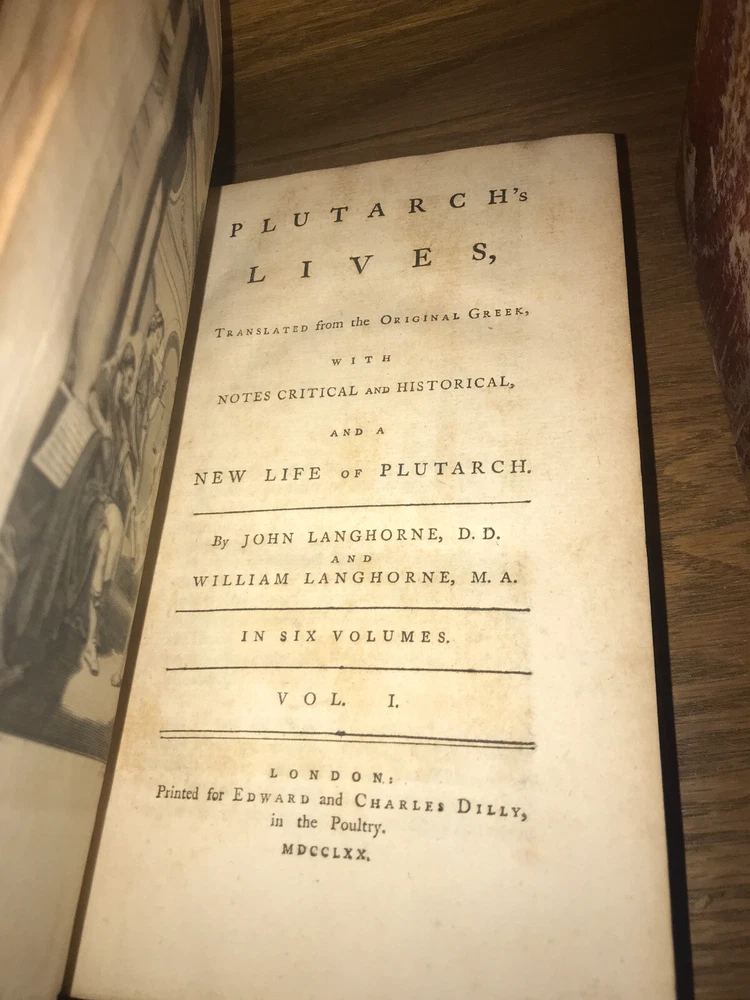 PLUTARCH's
LIVES,
TRANSLATED from the ORIGINAL GREEK,
WITH
NOTES CRITICAL AND HISTORICAL,
AND A
NEW LIFE OF PLUTARCH.
By JOHN LANGHORNE, D. D.
AND
WILLIAM LANGHORNE, M. A.
IN SIX VOLUMES.
VOL. I.
LONDON:
Printed for EDWARD and CHARLES DILLY,
in the Poultry.
MDCCLXX.